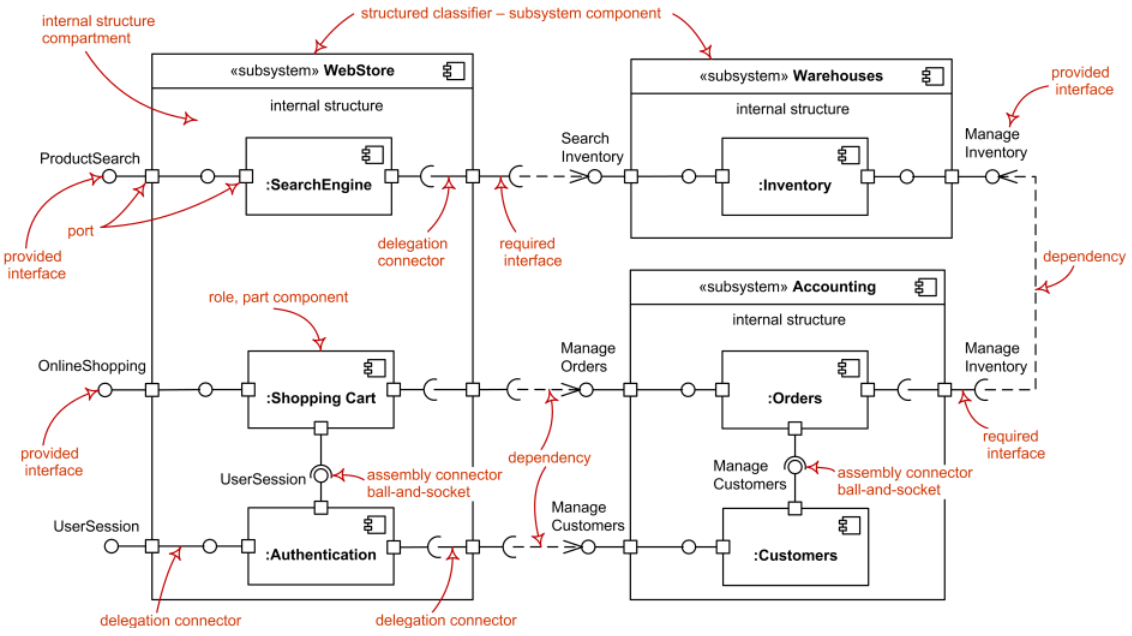 structured classifier – subsystem component
internal structure
compartment
«subsystem» WebStore
internal structure
«subsystem» Warehouses
internal structure
provided
interface
ProductSearch
:SearchEngine
Search
Inventory
:Inventory
Manage
Inventory
port
provided
interface
delegation
connector
required
interface
dependency
role, part component
«subsystem» Accounting
internal structure
OnlineShopping
:Shopping Cart
Manage
Orders
:Orders
Manage
Inventory
provided
interface
dependency
required
interface
UserSession
assembly connector
ball-and-socket
Manage
Customers
assembly connector
ball-and-socket
UserSession
:Authentication
Manage
Customers
:Customers
delegation connector
delegation connector